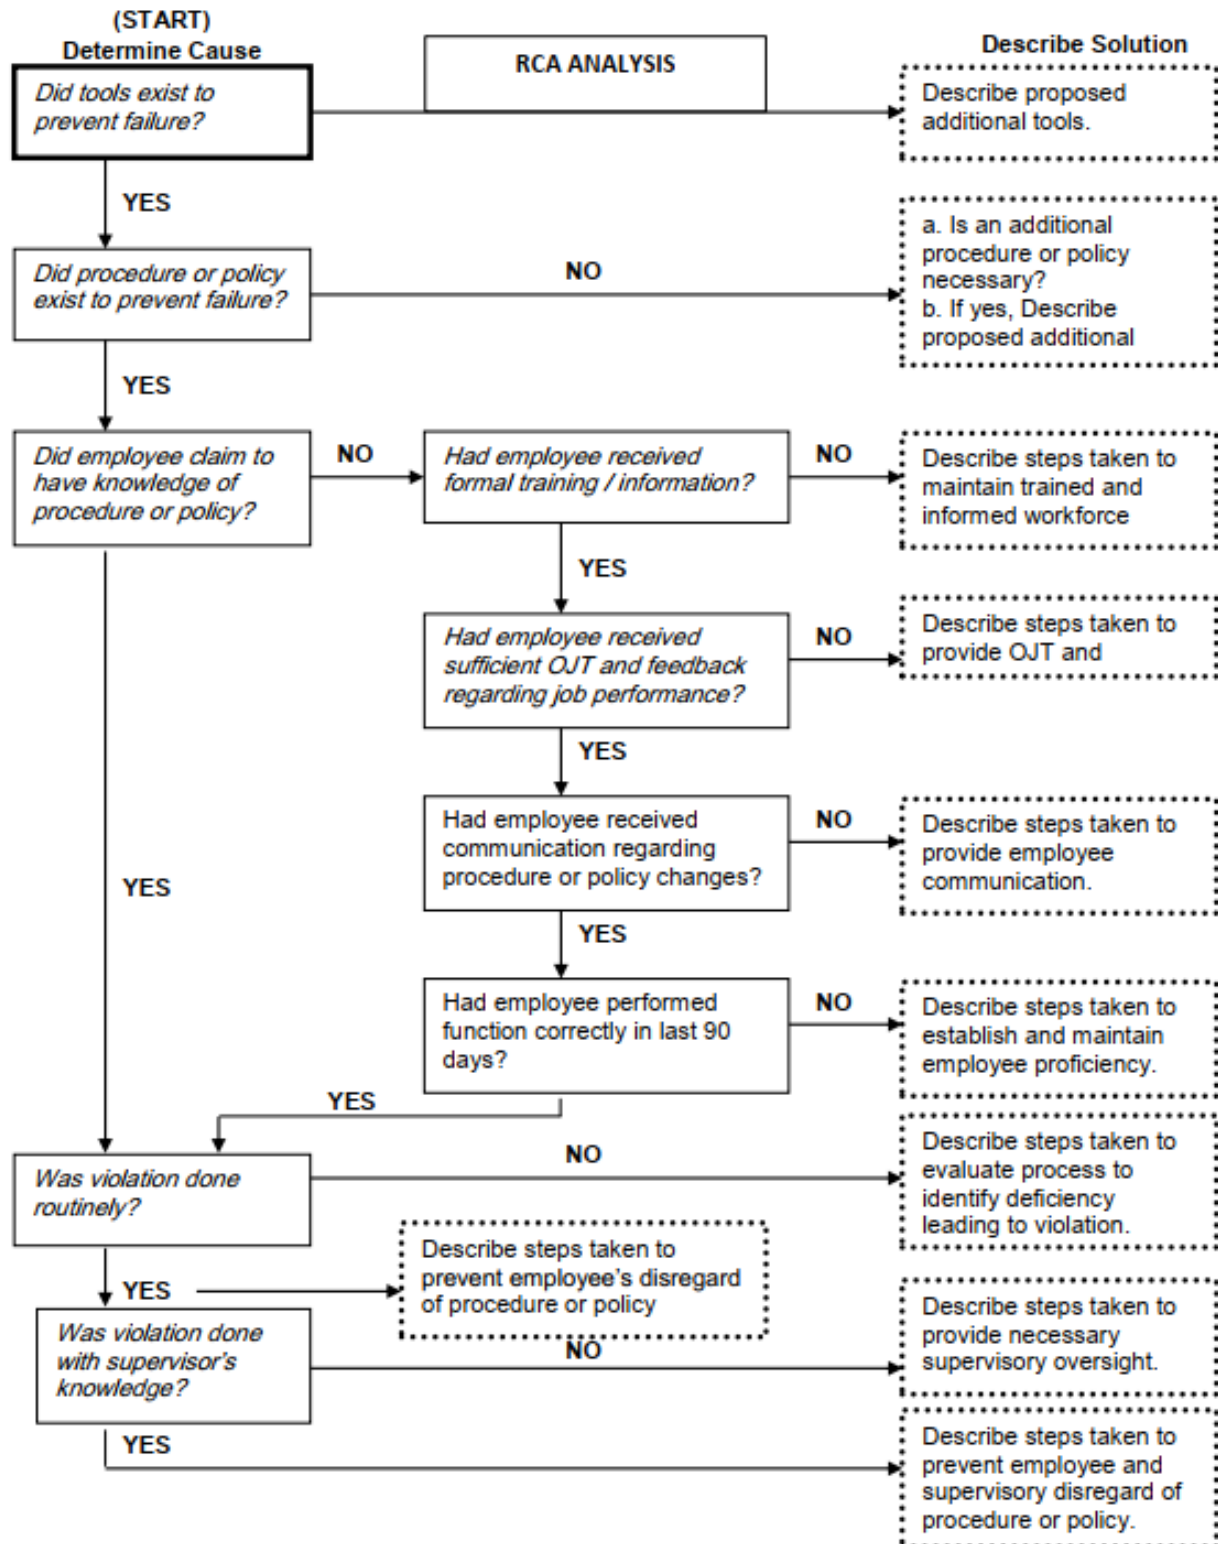 (START)
Determine Cause
RCA ANALYSIS
Describe Solution
Did tools exist to
prevent failure?
Describe proposed
additional tools.
YES
Did procedure or policy
exist to prevent failure?
NO
a. Is an additional
procedure or policy
necessary?
b. If yes, Describe
proposed additional
YES
Did employee claim to
have knowledge of
procedure or policy?
NO
Had employee received
formal training / information?
NO
Describe steps taken to
maintain trained and
informed workforce
YES
Had employee received
sufficient OJT and feedback
regarding job performance?
NO
Describe steps taken to
provide OJT and
YES
Had employee received
communication regarding
procedure or policy changes?
NO
Describe steps taken to
provide employee
communication.
YES
YES
Had employee performed
function correctly in last 90
days?
NO
Describe steps taken to
establish and maintain
employee proficiency.
YES
Was violation done
routinely?
NO
Describe steps taken to
evaluate process to
identify deficiency
leading to violation.
YES
Describe steps taken to
prevent employee's disregard
of procedure or policy
Was violation done
with supervisor's
knowledge?
NO
Describe steps taken to
provide necessary
supervisory oversight.
YES
Describe steps taken to
prevent employee and
supervisory disregard of
procedure or policy.